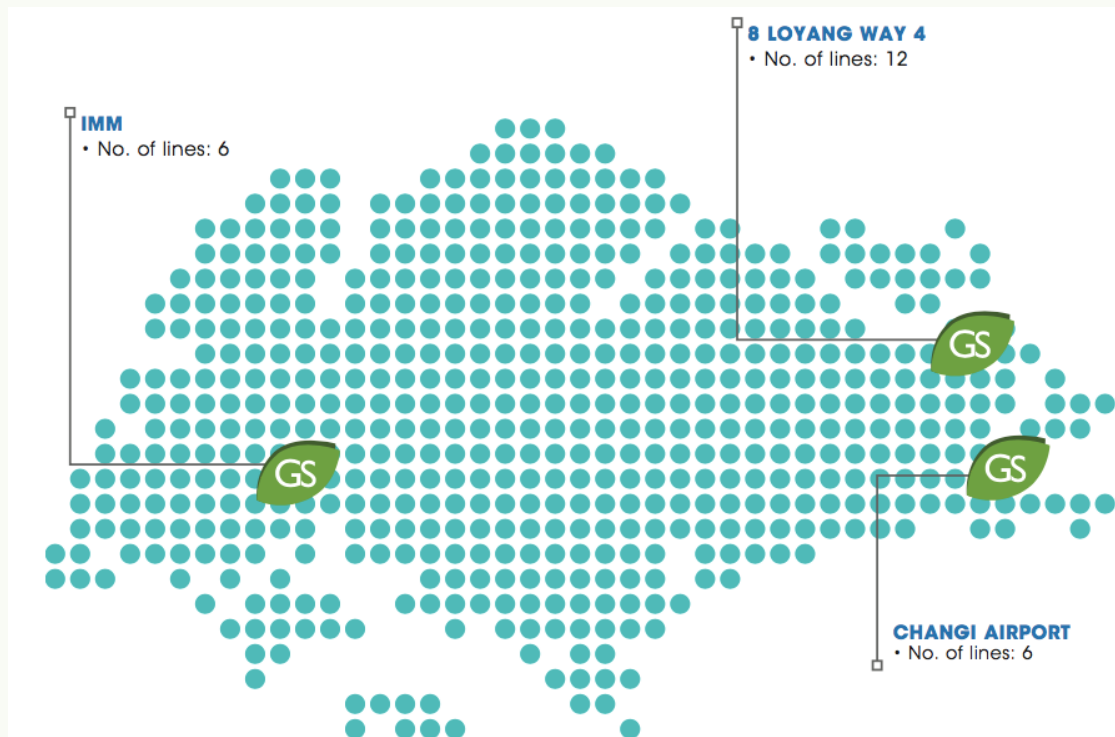 8 LOYANG WAY 4
• No. of lines: 12
IMM
• No. of lines: 6
GS
GS
CHANGI AIRPORT
• No. of lines: 6